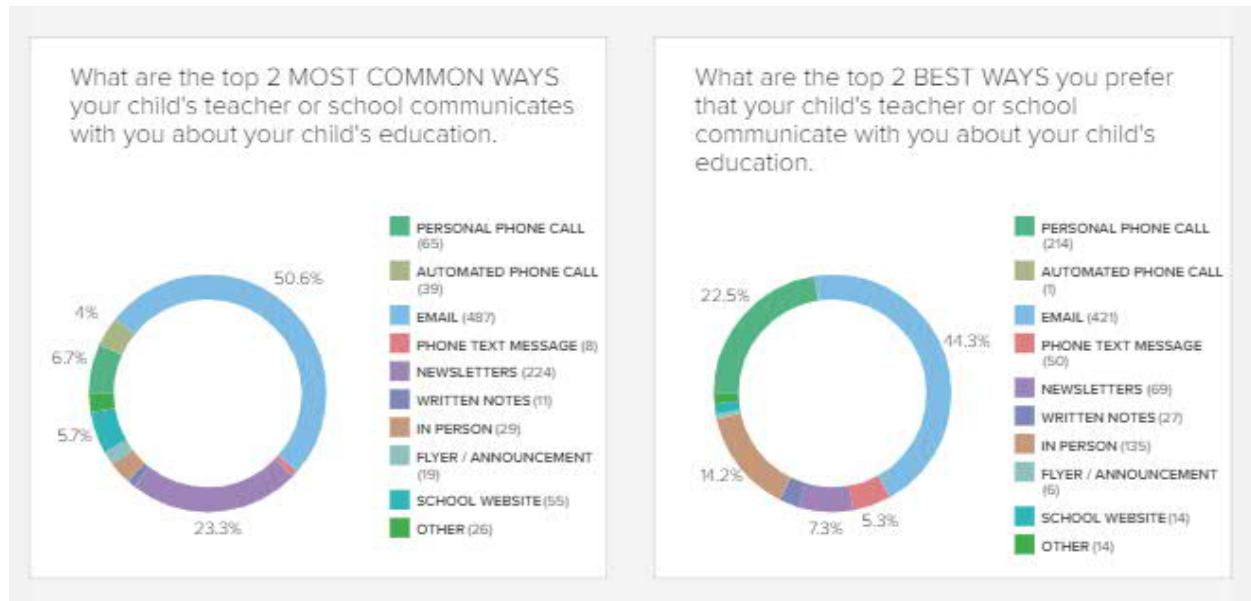 What are the top 2 MOST COMMON WAYS
your child's teacher or school communicates
with you about your child's education.
50.6%
4%
6.7%
5.7%
23.3%
PERSONAL PHONE CALL
(65)
AUTOMATED PHONE CALL
(39)
EMAIL (487)
PHONE TEXT MESSAGE (8)
NEWSLETTERS (224)
WRITTEN NOTES (11)
IN PERSON (29)
FLYER / ANNOUNCEMENT
(19)
SCHOOL WEBSITE (55)
OTHER (26)
What are the top 2 BEST WAYS you prefer
that your child's teacher or school
communicate with you about your child's
education.
22.5%
44.3%
14.2%
7.3%
5.3%
PERSONAL PHONE CALL
(214)
AUTOMATED PHONE CALL
(1)
EMAIL (421)
PHONE TEXT MESSAGE
(50)
NEWSLETTERS (69)
WRITTEN NOTES (27)
IN PERSON (135)
FLYER / ANNOUNCEMENT
(6)
SCHOOL WEBSITE (14)
OTHER (14)